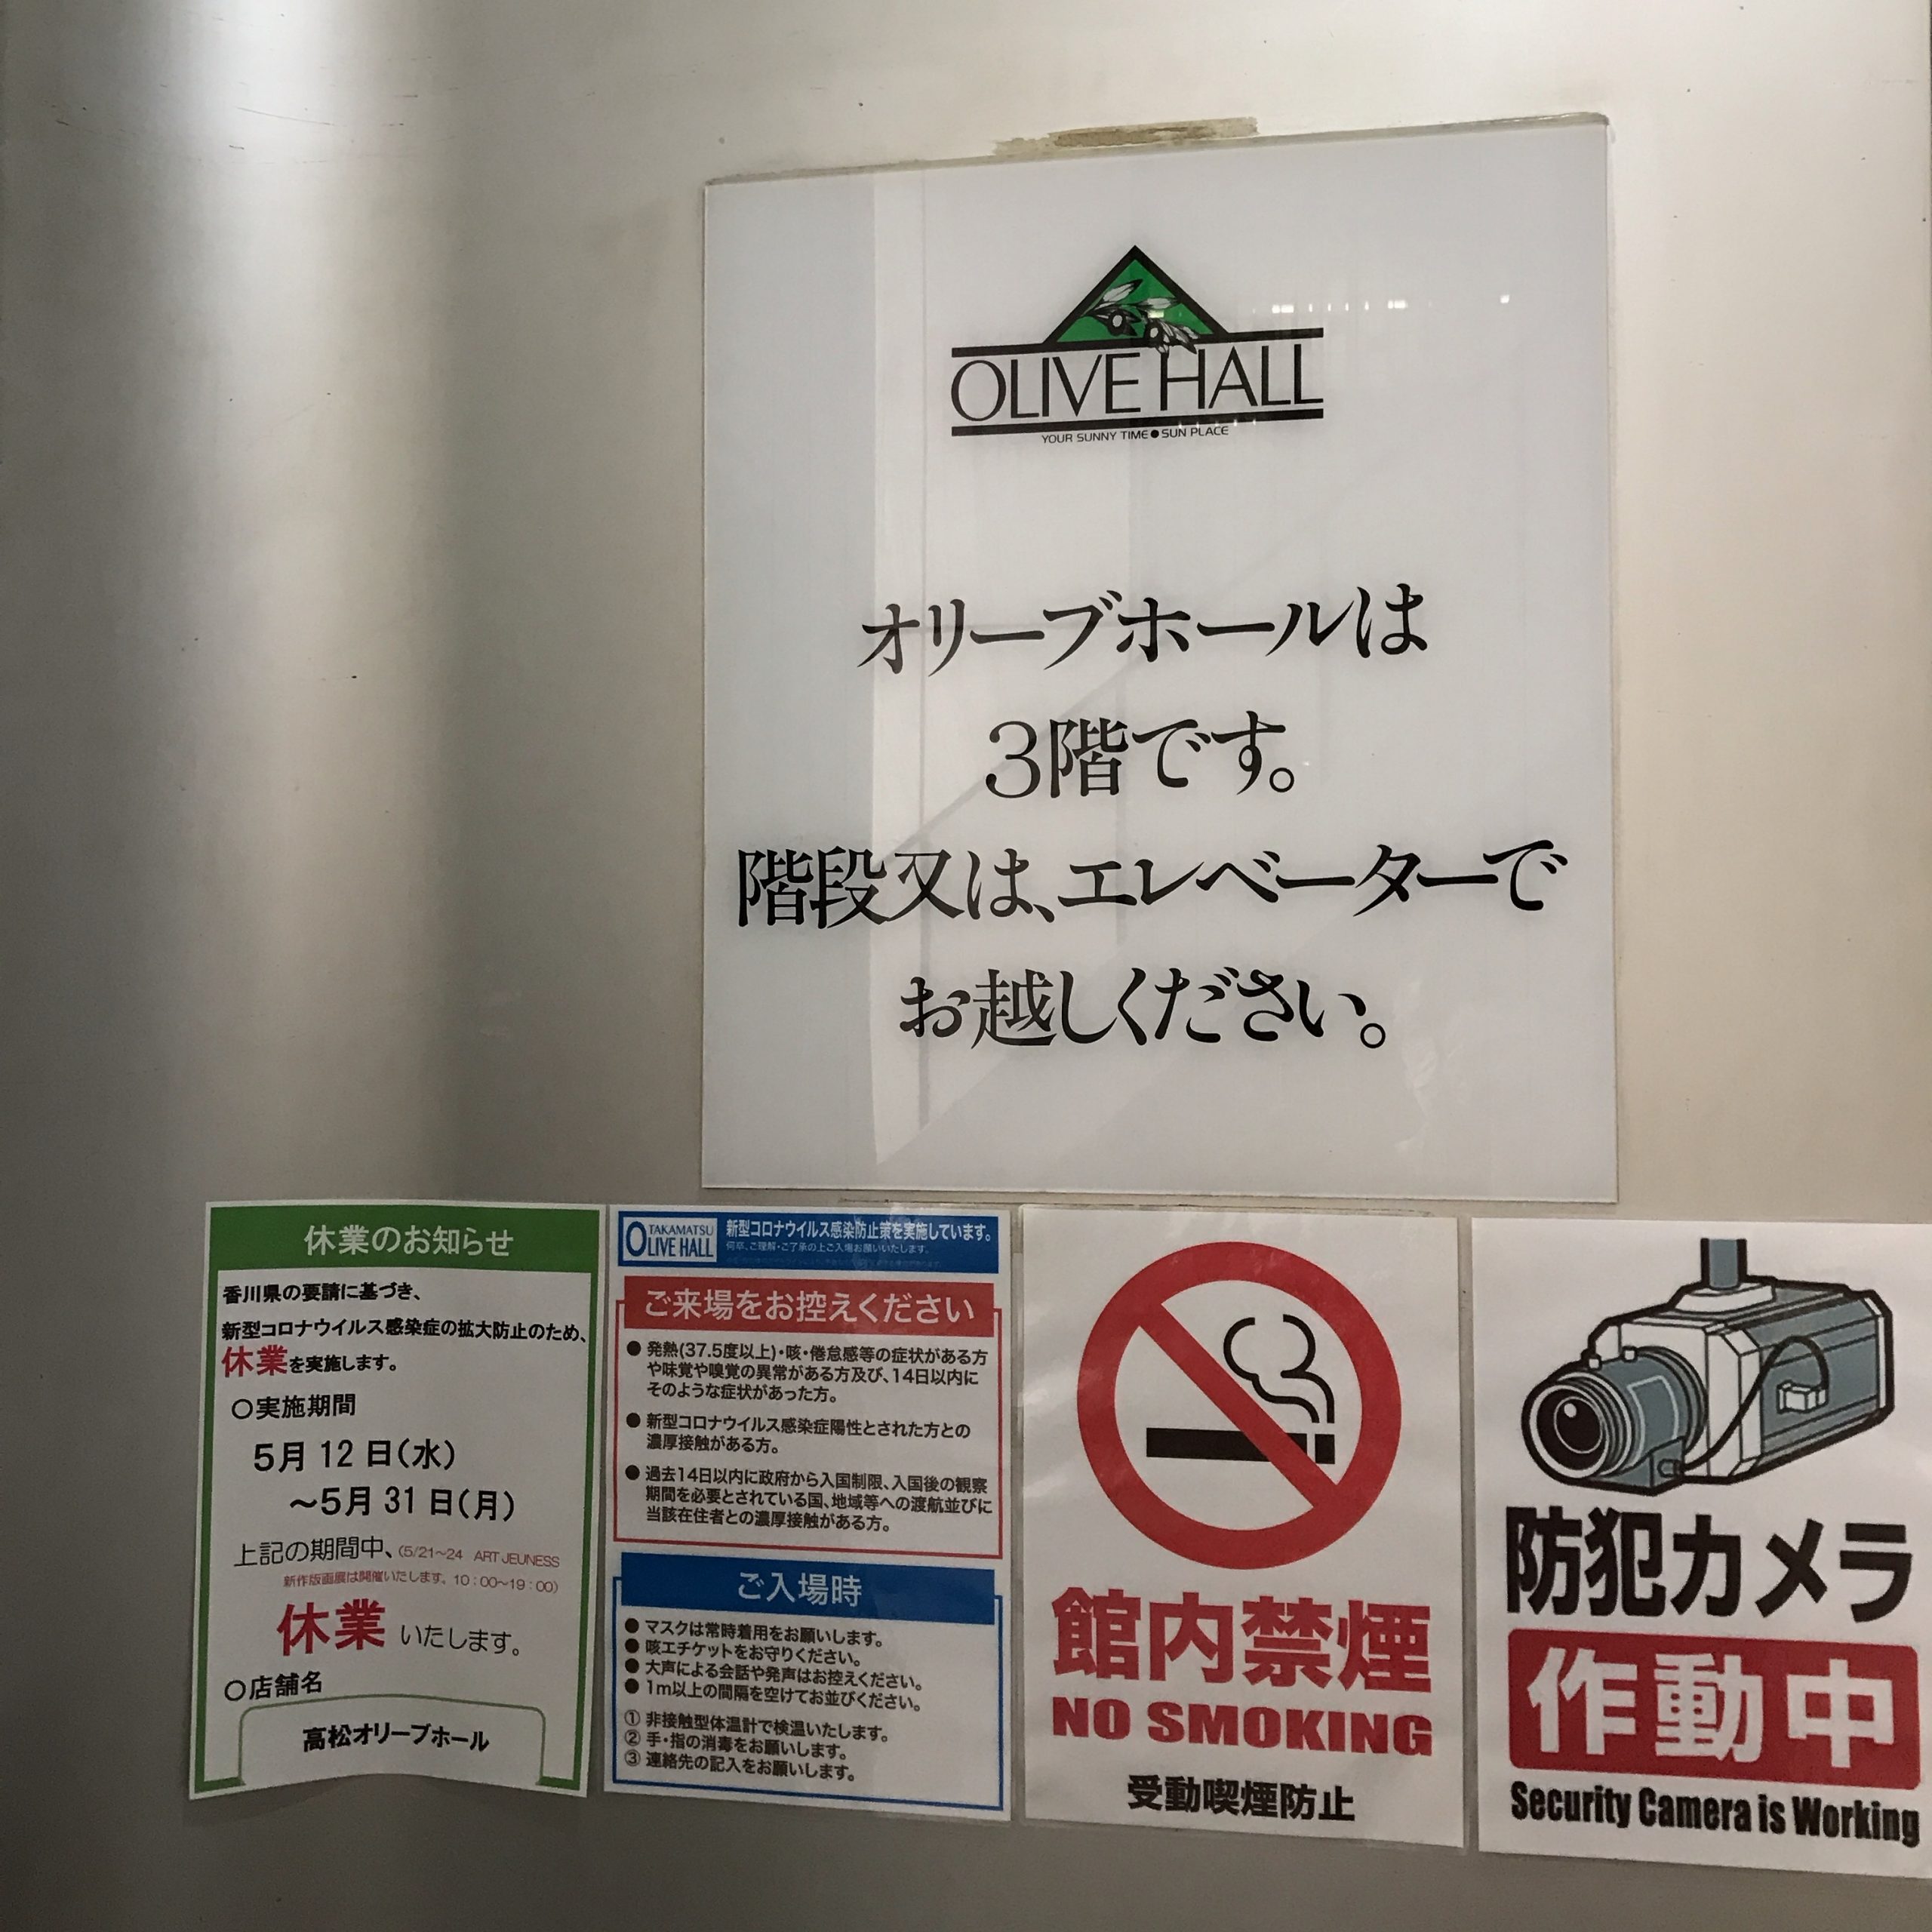 OLIVE HALL
YOUR SUNNY TIME●SUN PLACE
オリーブホールは
3階です。
階段又は、エレベーターで
お越しください。
休業のお知らせ
香川県の要請に基づき、
新型コロナウイルス感染症の拡大防止のため、
休業を実施します。
○実施期間
5月12日(水)
～5月31日(月)
上記の期間中、(5/21～24 ART JEUNESS
新作版画展は開催いたします。10:00～19:00)
休業いたします。
○店舗名
高松オリーブホール
TAKAMATSU
OLIVE HALL
新型コロナウイルス感染防止策を実施しています。
何卒、ご理解・ご了承の上ご入場お願いいたします。
ご来場をお控えください
● 発熱(37.5度以上)・咳・倦怠感等の症状がある方
や味覚や嗅覚の異常がある方及び、14日以内に
そのような症状があった方。
● 新型コロナウイルス感染症陽性とされた方との
濃厚接触がある方。
● 過去14日以内に政府から入国制限、入国後の観察
期間を必要とされている国、地域等への渡航並びに
当該在住者との濃厚接触がある方。
ご入場時
● マスクは常時着用をお願いします。
● 咳エチケットをお守りください。
● 大声による会話や発声はお控えください。
● 1m以上の間隔を空けてお並びください。
① 非接触型体温計で検温いたします。
② 手・指の消毒をお願いします。
③ 連絡先の記入をお願いします。
館内禁煙
NO SMOKING
受動喫煙防止
防犯カメラ
作動中
Security Camera is Working